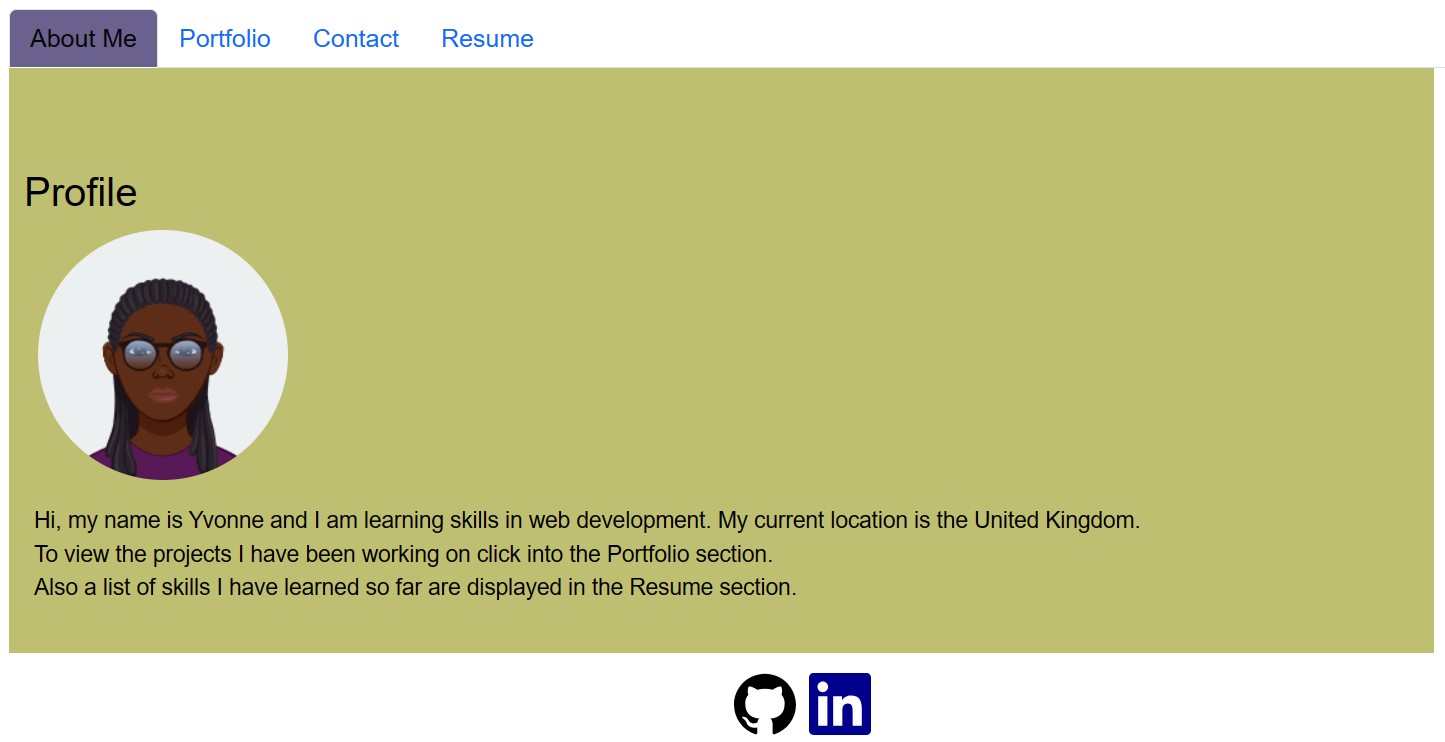 About Me Portfolio Contact Resume
Profile
Hi, my name is Yvonne and I am learning skills in web development. My current location is the United Kingdom.
To view the projects I have been working on click into the Portfolio section.
Also a list of skills I have learned so far are displayed in the Resume section.
in